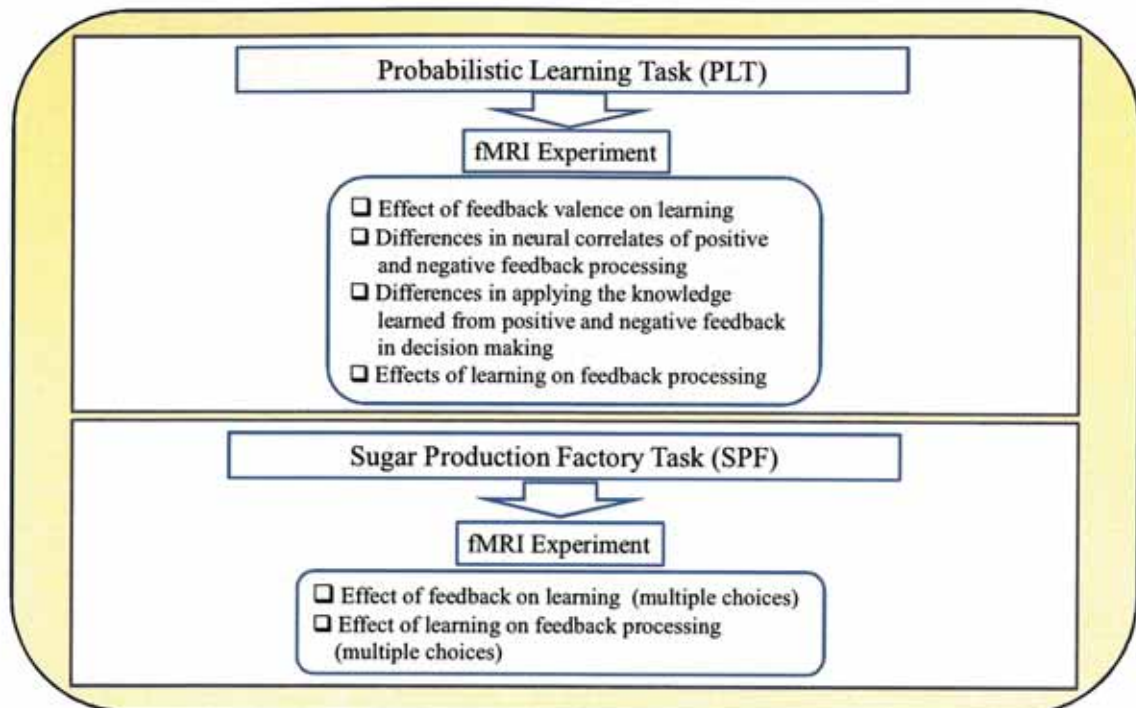 Probabilistic Learning Task (PLT)
fMRI Experiment
❑ Effect of feedback valence on learning
❑ Differences in neural correlates of positive
and negative feedback processing
❑ Differences in applying the knowledge
learned from positive and negative feedback
in decision making
❑ Effects of learning on feedback processing
Sugar Production Factory Task (SPF)
fMRI Experiment
❑ Effect of feedback on learning (multiple choices)
❑ Effect of learning on feedback processing
(multiple choices)